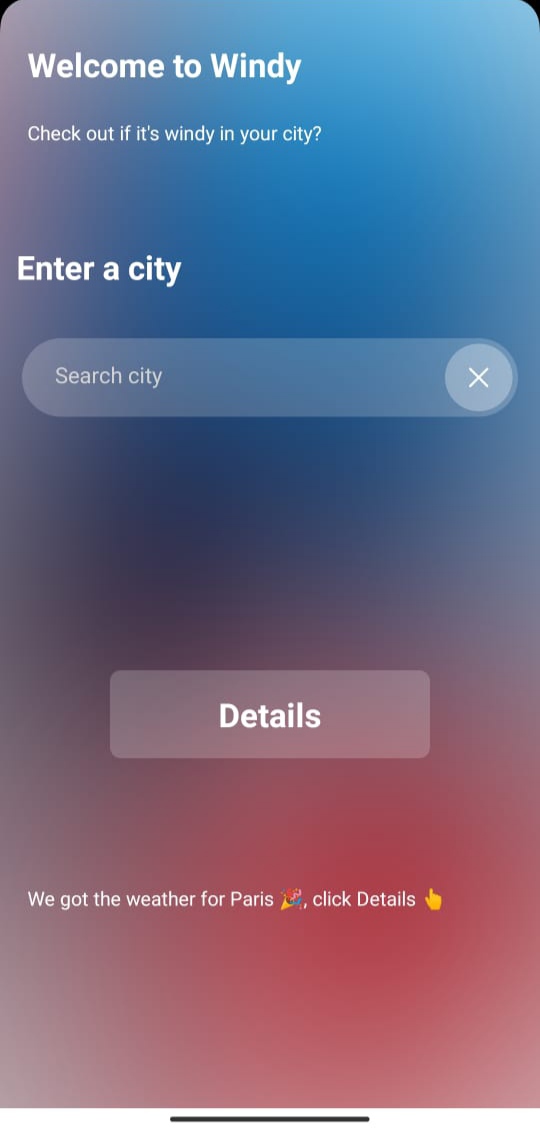 Welcome to Windy
Check out if it's windy in your city?
Enter a city
Search city
Details
We got the weather for Paris 🎉, click Details 👆